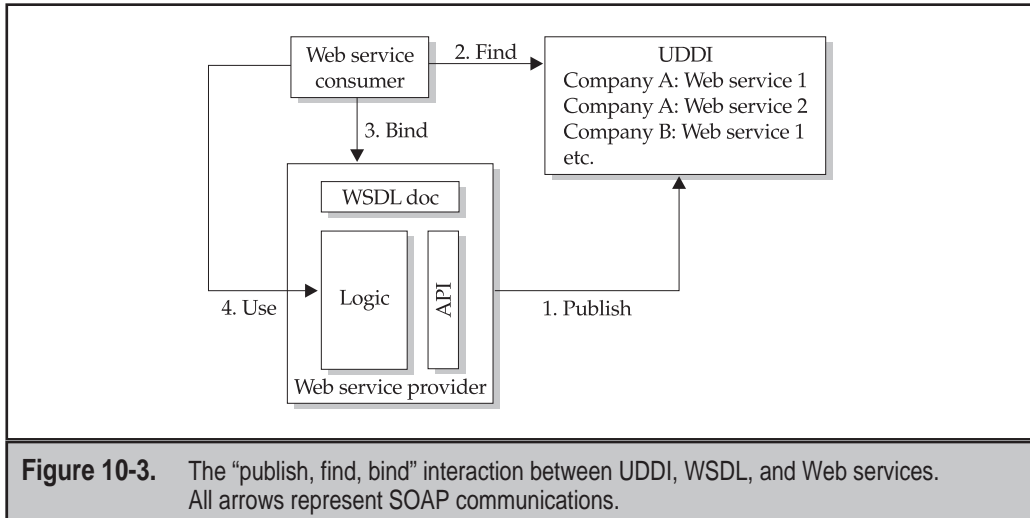 Web service
consumer
2. Find
UDDI
Company A: Web service 1
Company A: Web service 2
Company B: Web service 1
etc.
3. Bind
WSDL doc
Logic
API
4. Use
1. Publish
Web service provider
Figure 10-3. The “publish, find, bind” interaction between UDDI, WSDL, and Web services.
All arrows represent SOAP communications.